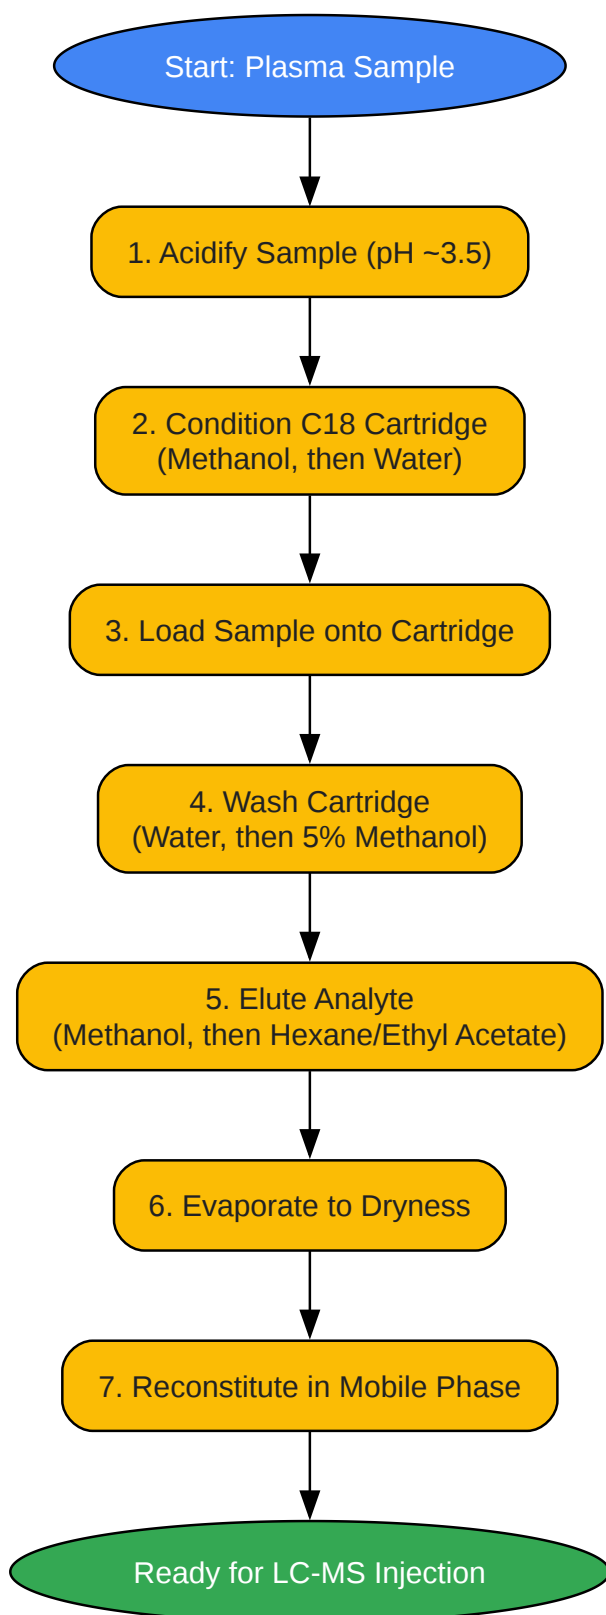 Start: Plasma Sample
1. Acidify Sample (pH ~3.5)
2. Condition C18 Cartridge
(Methanol, then Water)
3. Load Sample onto Cartridge
4. Wash Cartridge
(Water, then 5% Methanol)
5. Elute Analyte
(Methanol, then Hexane/Ethyl Acetate)
6. Evaporate to Dryness
7. Reconstitute in Mobile Phase
Ready for LC-MS Injection